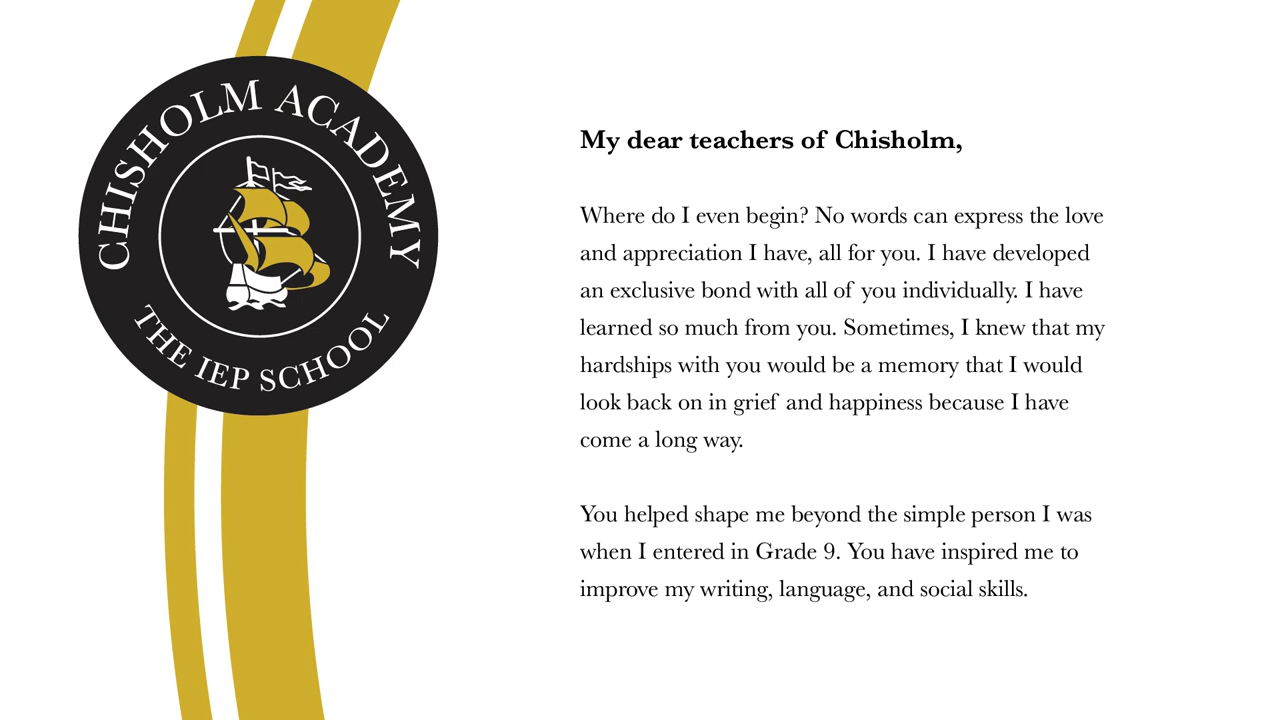 CHISHOLM ACADEMY
THE IEP SCHOOL
My dear teachers of Chisholm,
Where do I even begin? No words can express the love
and appreciation I have, all for you. I have developed
an exclusive bond with all of you individually. I have
learned so much from you. Sometimes, I knew that my
hardships with you would be a memory that I would
look back on in grief and happiness because I have
come a long way.
You helped shape me beyond the simple person I was
when I entered in Grade 9. You have inspired me to
improve my writing, language, and social skills.